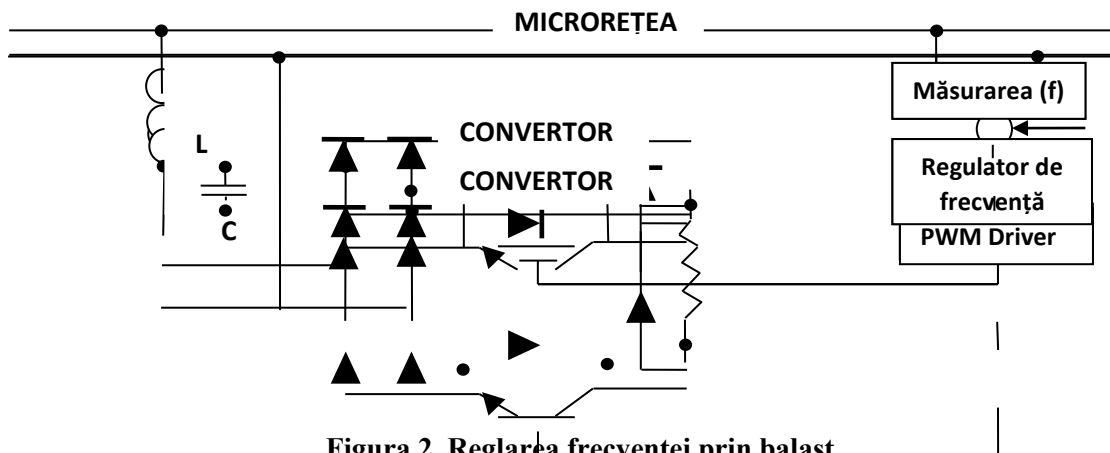 MICROREȚEA
Măsurarea (f)
CONVERTOR
L
Regulator de
frecvență
CONVERTOR
C
PWM Driver
Figura 2. Reglarea frecvenței prin balast